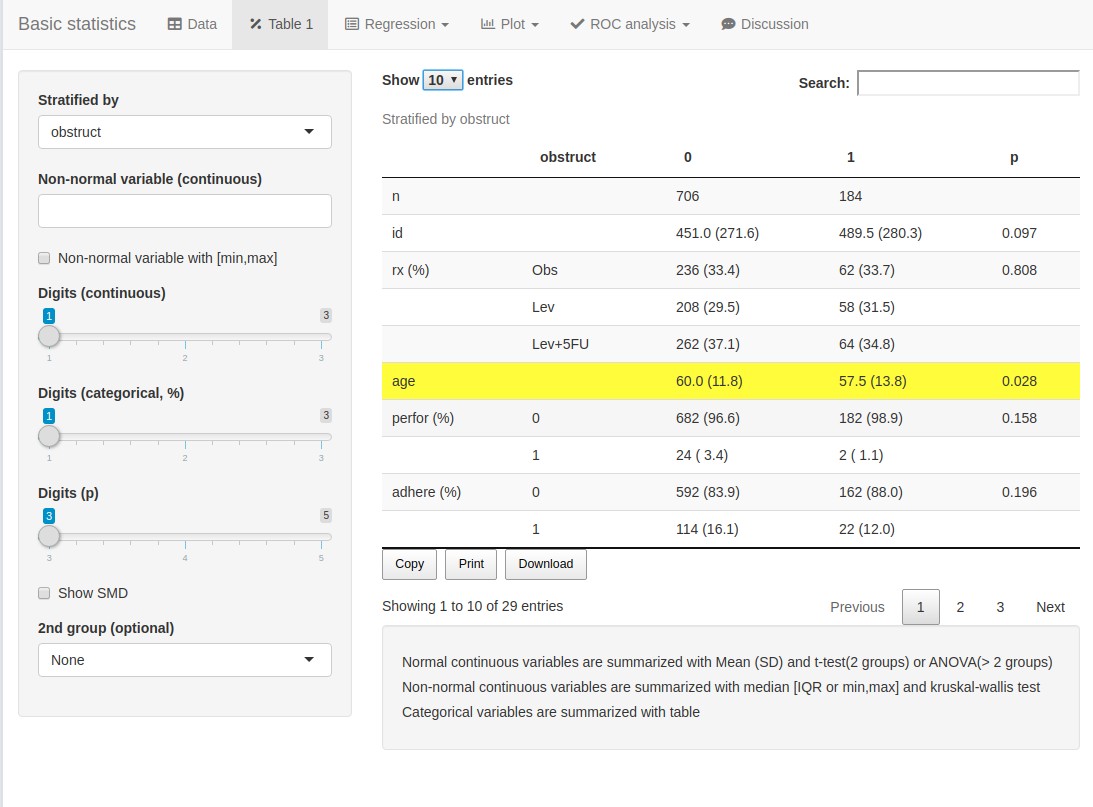 Basic statistics Data Table 1 Regression Plot ROC analysis Discussion
Stratified by
obstruct
Non-normal variable (continuous)
Non-normal variable with [min,max]
Digits (continuous)
1 3
1 2 3
Digits (categorical, %)
1 3
1 2 3
Digits (p)
3 5
3 4 5
Show SMD
2nd group (optional)
None
Show 10 entries
Search:
Stratified by obstruct
obstruct 0 1 p
n 706 184
id 451.0 (271.6) 489.5 (280.3) 0.097
rx (%) Obs 236 (33.4) 62 (33.7) 0.808
Lev 208 (29.5) 58 (31.5)
Lev+5FU 262 (37.1) 64 (34.8)
age 60.0 (11.8) 57.5 (13.8) 0.028
perfor (%) 0 682 (96.6) 182 (98.9) 0.158
1 24 ( 3.4) 2 ( 1.1)
adhere (%) 0 592 (83.9) 162 (88.0) 0.196
1 114 (16.1) 22 (12.0)
Copy Print Download
Showing 1 to 10 of 29 entries
Previous 1 2 3 Next
Normal continuous variables are summarized with Mean (SD) and t-test(2 groups) or ANOVA(> 2 groups)
Non-normal continuous variables are summarized with median [IQR or min,max] and kruskal-wallis test
Categorical variables are summarized with table